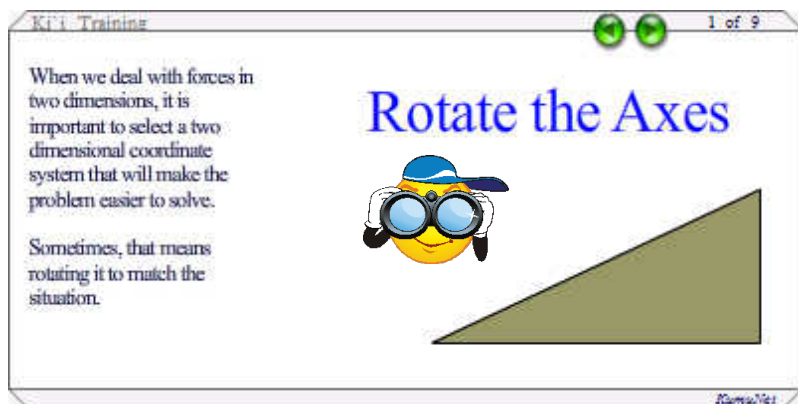 Ki`i Training
1 of 9
When we deal with forces in
two dimensions, it is
important to select a two
dimensional coordinate
system that will make the
problem easier to solve.
Sometimes, that means
rotating it to match the
situation.
Rotate the Axes
KumuNet